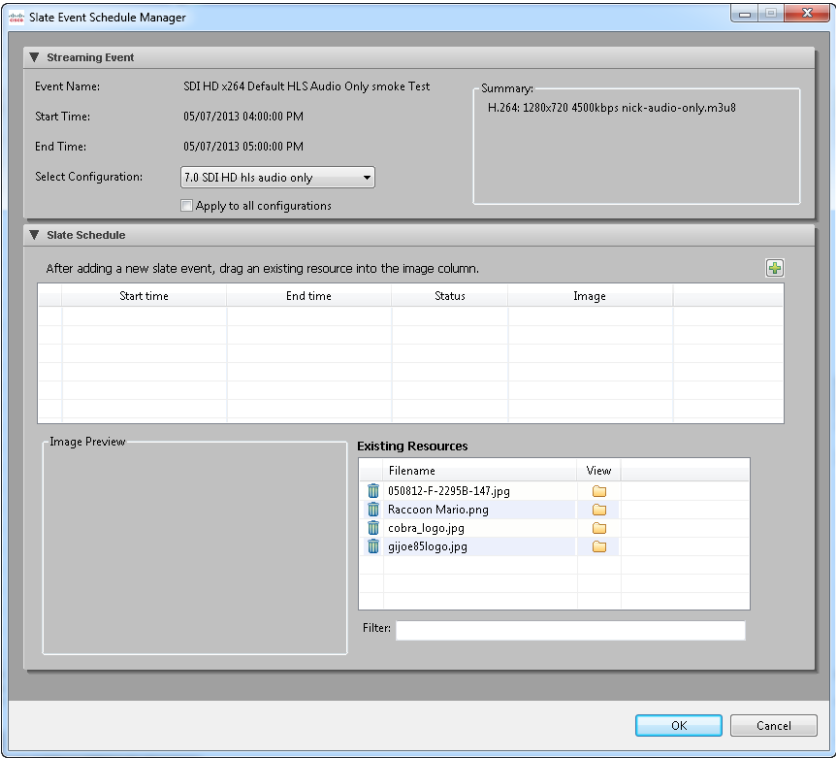 Slate Event Schedule Manager
Streaming Event
Event Name: SDI HD x264 Default HLS Audio Only smoke Test
Summary:
H.264: 1280x720 4500kbps nick-audio-only.m3u8
Start Time: 05/07/2013 04:00:00 PM
End Time: 05/07/2013 05:00:00 PM
Select Configuration: 7.0 SDI HD hls audio only
Apply to all configurations
Slate Schedule
After adding a new slate event, drag an existing resource into the image column.
Start time End time Status Image
Image Preview
Existing Resources
Filename View
050812-F-2295B-147.jpg
Raccoon Mario.png
cobra_logo.jpg
gijoe85logo.jpg
Filter:
OK Cancel